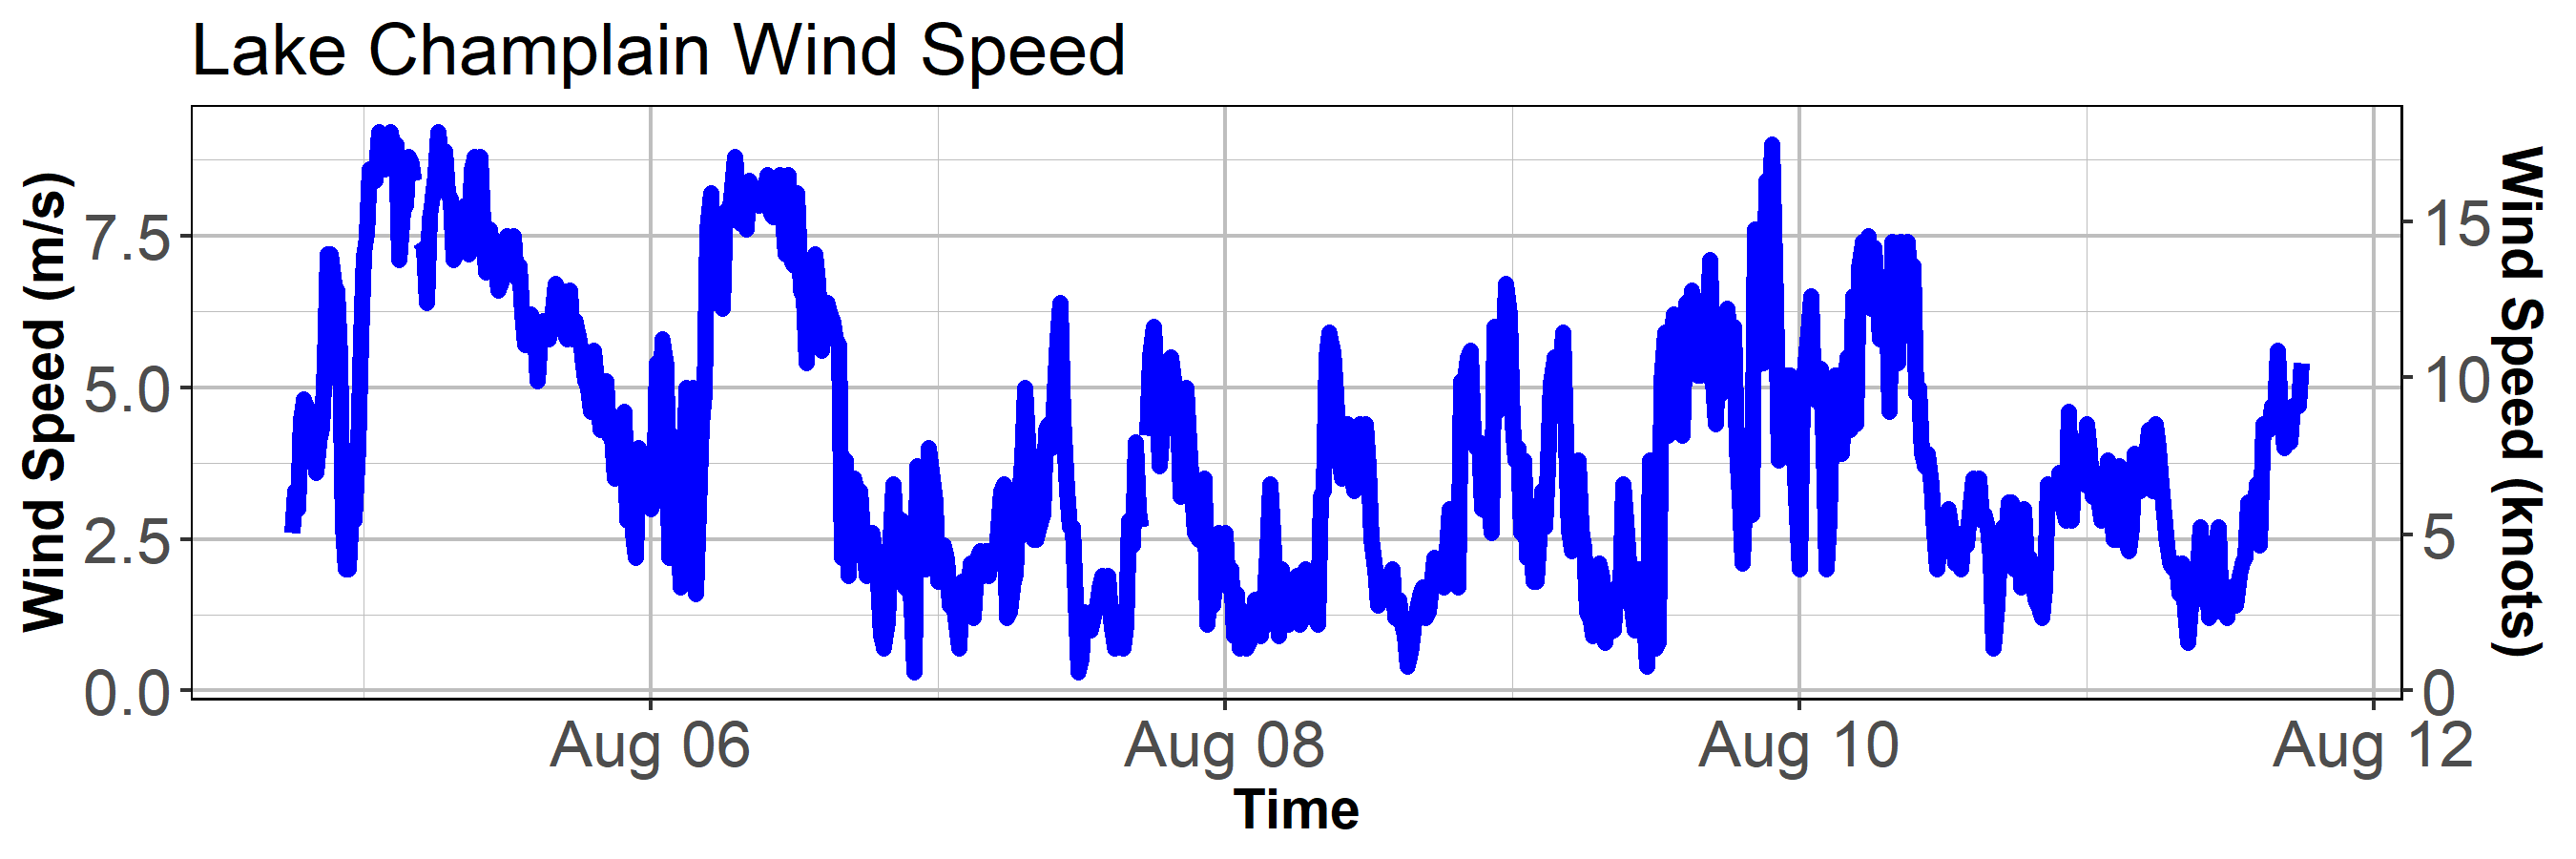 Lake Champlain Wind Speed
Wind Speed (m/s)
7.5
5.0
2.5
0.0
15
10
5
0
Wind Speed (knots)
Aug 06
Aug 08
Aug 10
Aug 12
Time